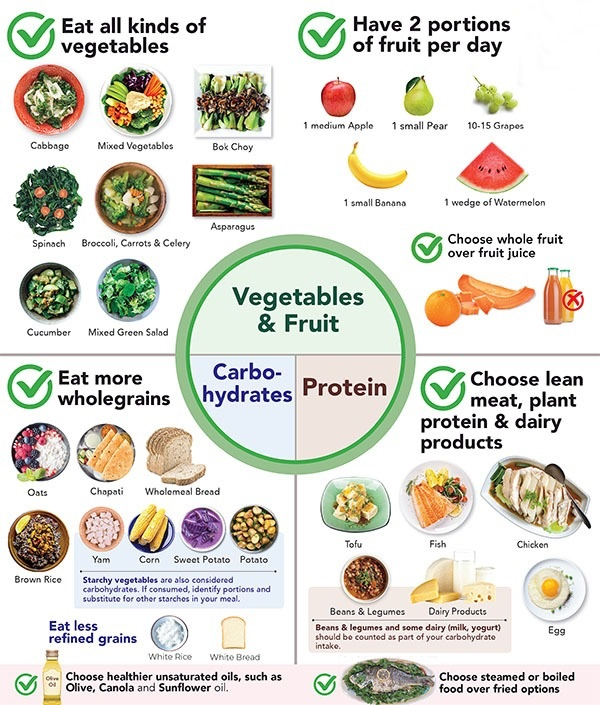 Eat all kinds of
vegetables
Cabbage
Mixed Vegetables
Bok Choy
Spinach
Broccoli, Carrots & Celery
Asparagus
Cucumber
Mixed Green Salad
Have 2 portions
of fruit per day
1 medium Apple
1 small Pear
10-15 Grapes
1 small Banana
1 wedge of Watermelon
Choose whole fruit
over fruit juice
Vegetables
& Fruit
Carbo-
hydrates
Protein
Eat more
wholegrains
Oats
Chapati
Wholemeal Bread
Brown Rice
Yam
Corn
Sweet Potato
Potato
Starchy vegetables are also considered
carbohydrates. If consumed, identify portions and
substitute for other starches in your meal.
Eat less
refined grains
White Rice
White Bread
Choose lean
meat, plant
protein & dairy
products
Tofu
Fish
Chicken
Beans & Legumes
Dairy Products
Egg
Beans & legumes and some dairy (milk, yogurt)
should be counted as part of your carbohydrate
intake.
Olive
Oil
Choose healthier unsaturated oils, such as
Olive, Canola and Sunflower oil.
Choose steamed or boiled
food over fried options